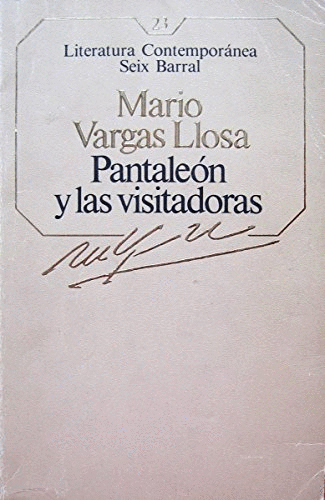 23
Literatura Contemporánea
Seix Barral
Mario
Vargas Llosa
Pantaleón
y las visitadoras